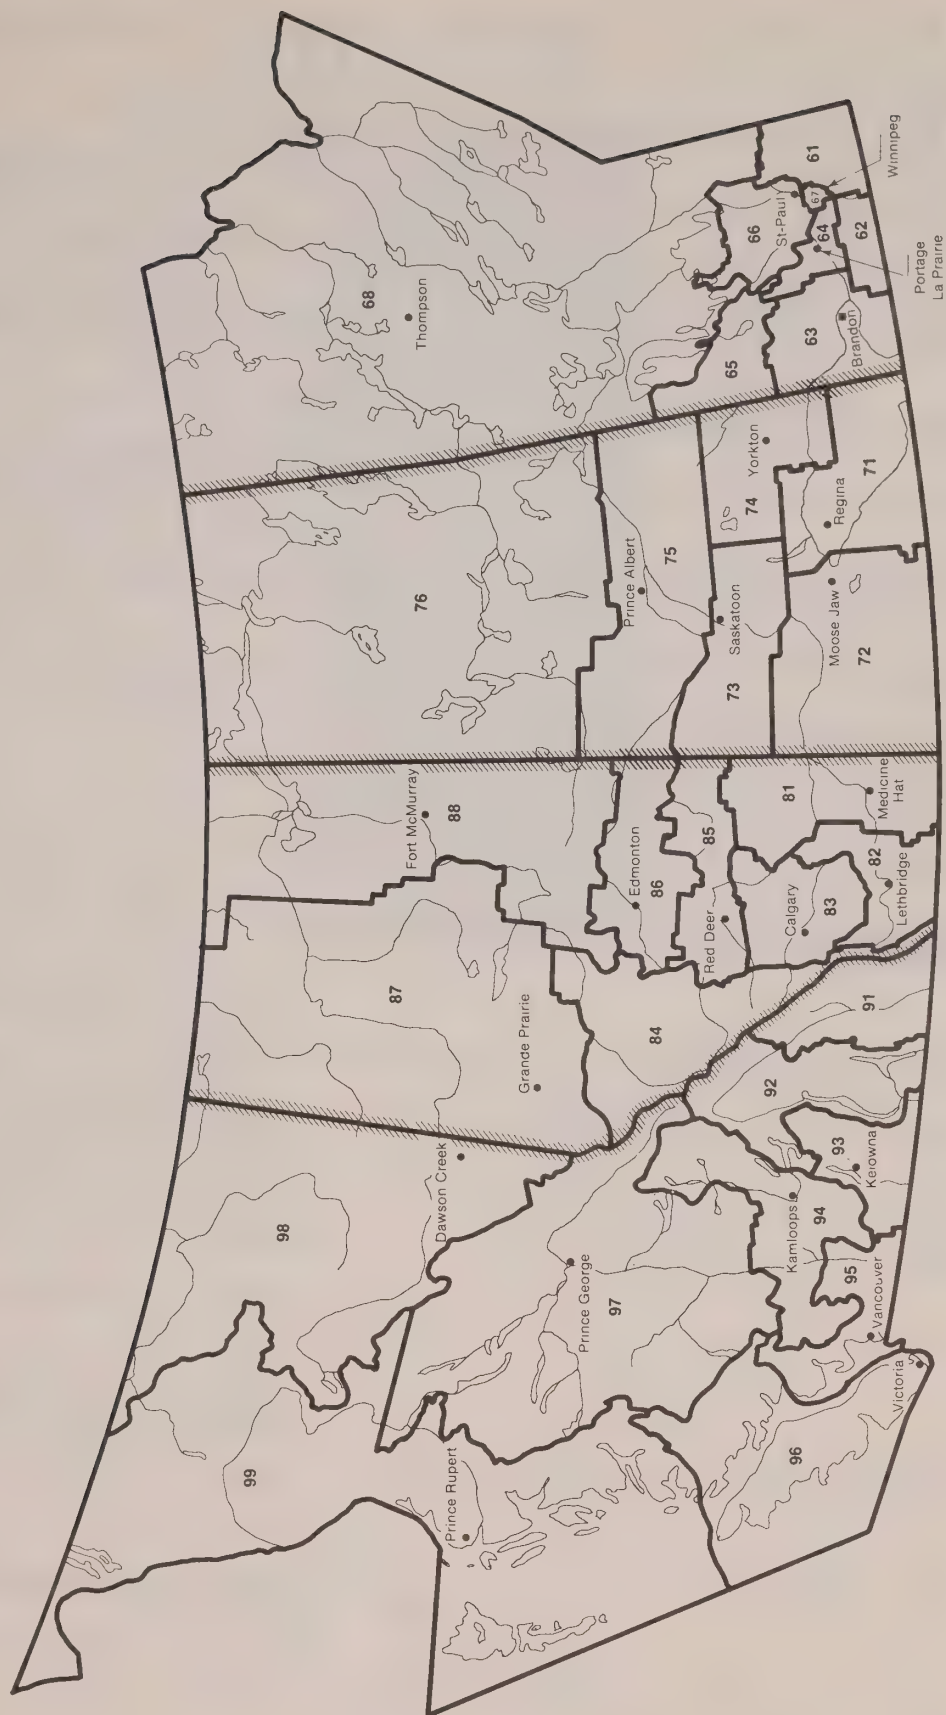 99
98
Dawson Creek
Prince Rupert
Prince George
97
96
Victoria
Vancouver
95
Kamloops
94
93
Kelowna
92
91
87
Grande Prairie
84
Fort McMurray
88
Edmonton
86
Red Deer
85
Calgary
83
81
82
Lethbridge
Medicine
Hat
76
Prince Albert
75
Saskatoon
73
74
Yorkton
Moose Jaw
72
Regina
71
68
Thompson
65
66
63
Brandon
St-Paul
64
67
61
62
Winnipeg
Portage
La Prairie